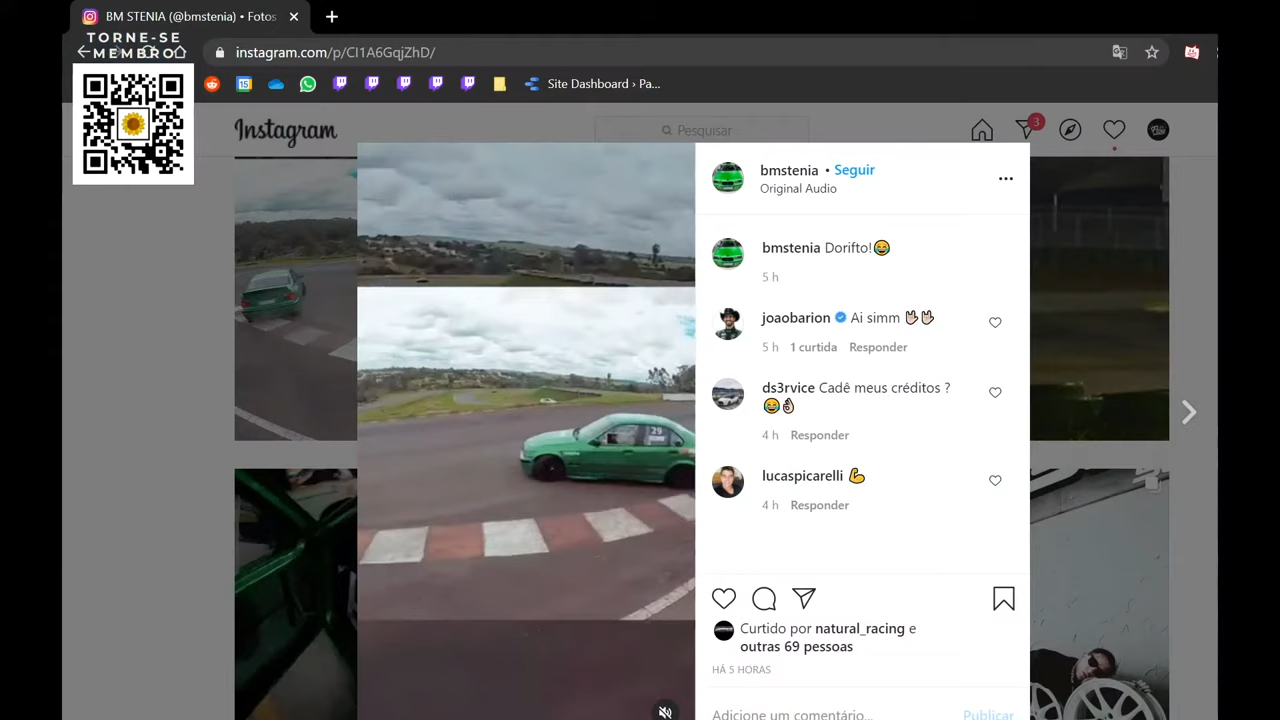 BM STENIA (@bmstenia) • Fotos
TORNE-SE
MEMBRO
instagram.com/p/CI1A6GqjZhD/
15
Site Dashboard › Pa...
Instagram
Pesquisar
3
bmstenia • Seguir
Original Audio
bmstenia Dorifto!😂
5 h
joaobarion Ai simm 🤟🏻🤟🏻
5 h 1 curtida Responder
ds3rvice Cadê meus créditos ?
😂👌🏻
4 h Responder
lucaspicarelli 💪
4 h Responder
29
Curtido por natural_racing e
outras 69 pessoas
HÁ 5 HORAS
Adicione um comentário... Publicar